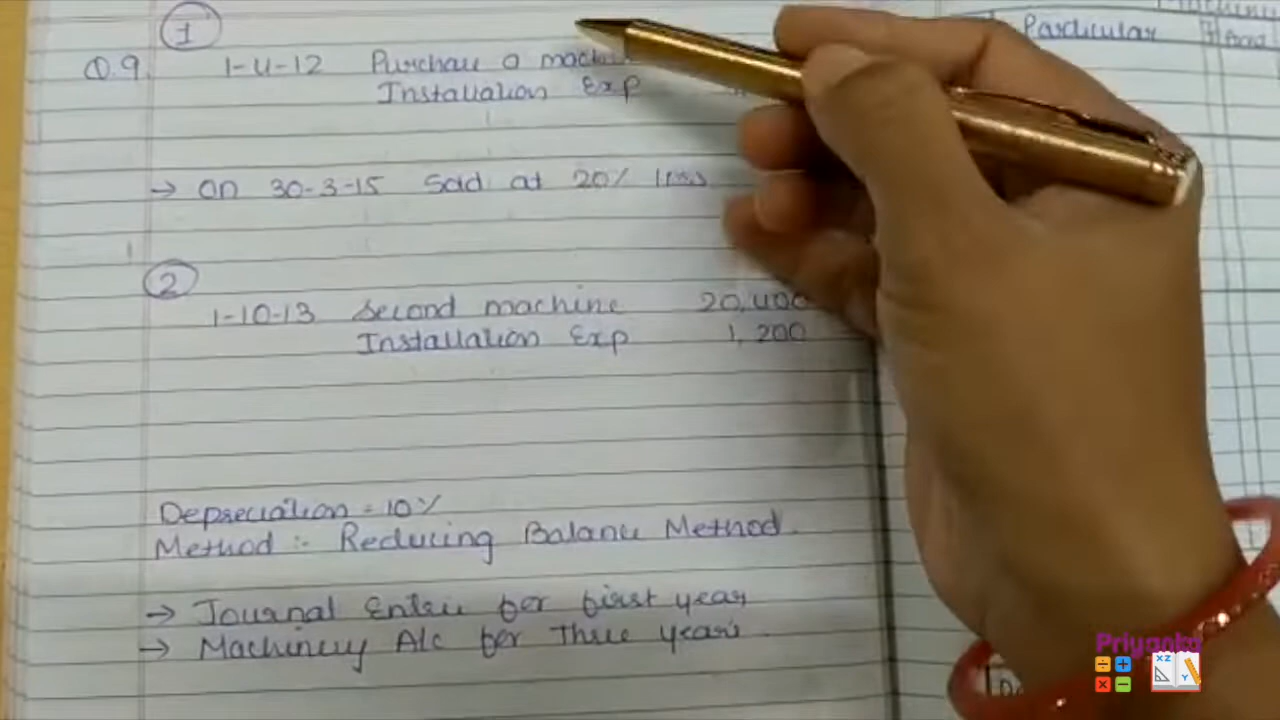 1
Q.9 1-4-12 Purchase a
Installation Exp
→ On 30-3-15 Sold at 20% loss
2
1-10-13 Second machine 20,400
Installation Exp 1,200
Depreciation = 10%
Method :- Reducing Balance Method.
→ Journal Entrie for first year
→ Machinery A/c for Three years.
Particular
Priyanka
XZ
Y